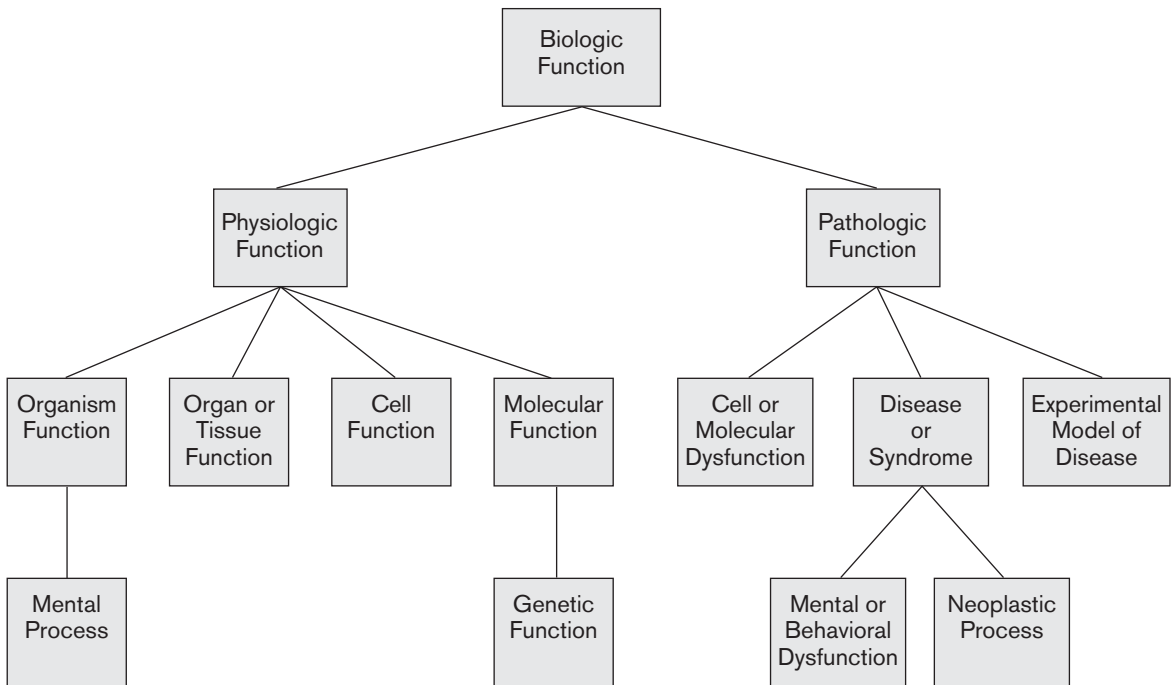 Biologic
Function
Physiologic
Function
Pathologic
Function
Organism
Function
Organ or
Tissue
Function
Cell
Function
Molecular
Function
Cell or
Molecular
Dysfunction
Disease
or
Syndrome
Experimental
Model of
Disease
Mental
Process
Genetic
Function
Mental or
Behavioral
Dysfunction
Neoplastic
Process